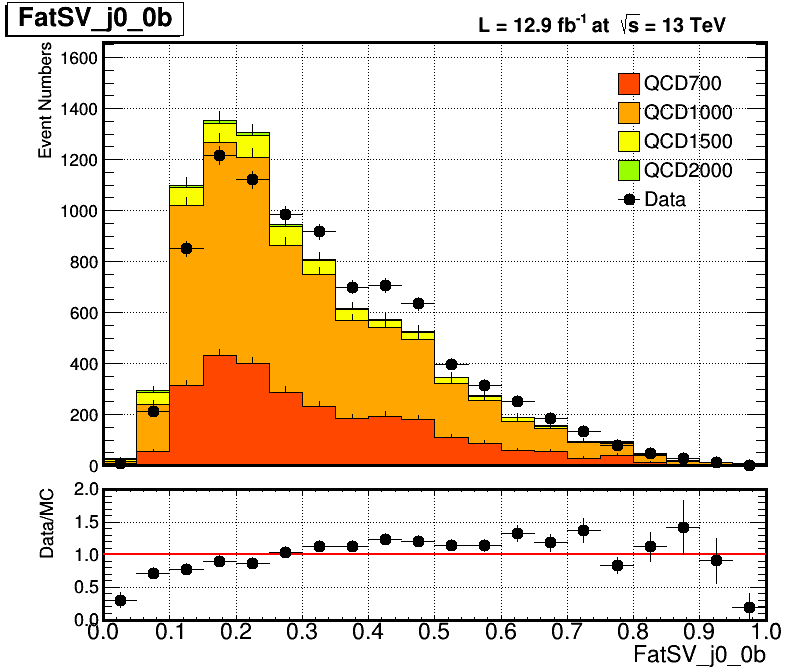 FatSV_j0_0b
L = 12.9 fb⁻¹ at √s = 13 TeV
Event Numbers
1600
1400
1200
1000
800
600
400
200
0
QCD700
QCD1000
QCD1500
QCD2000
Data
Data/MC
2.0
1.5
1.0
0.5
0.0
0.0 0.1 0.2 0.3 0.4 0.5 0.6 0.7 0.8 0.9 1.0
FatSV_j0_0b